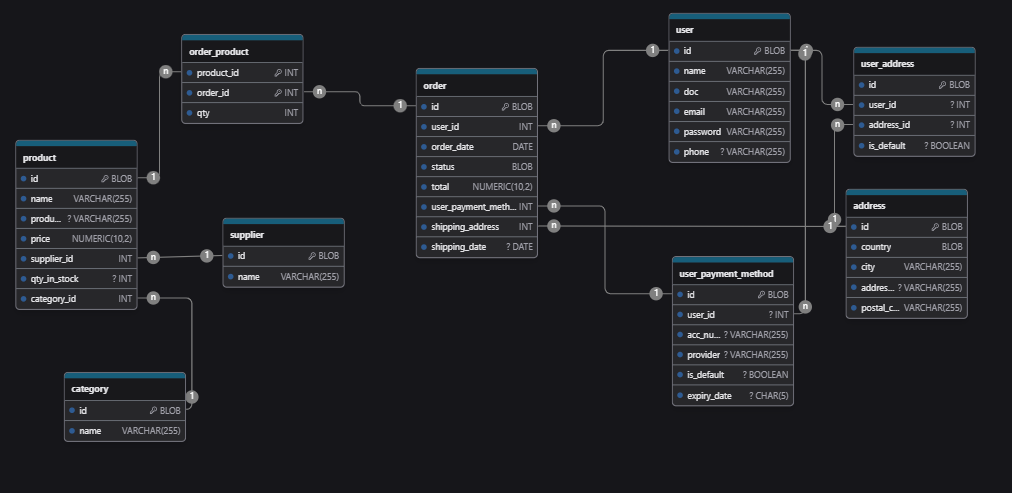 order_product
product_id INT
order_id INT
qty INT
order
id BLOB
user_id INT
order_date DATE
status BLOB
total NUMERIC(10,2)
user_payment_meth... INT
shipping_address INT
shipping_date ? DATE
user
id BLOB
name VARCHAR(255)
doc VARCHAR(255)
email VARCHAR(255)
password VARCHAR(255)
phone ? VARCHAR(255)
user_address
id BLOB
user_id ? INT
address_id ? INT
is_default ? BOOLEAN
product
id BLOB
name VARCHAR(255)
produ... ? VARCHAR(255)
price NUMERIC(10,2)
supplier_id INT
qty_in_stock ? INT
category_id INT
supplier
id BLOB
name VARCHAR(255)
address
id BLOB
country BLOB
city VARCHAR(255)
addres... ? VARCHAR(255)
postal_c... VARCHAR(255)
user_payment_method
id BLOB
user_id ? INT
acc_nu... ? VARCHAR(255)
provider ? VARCHAR(255)
is_default ? BOOLEAN
expiry_date ? CHAR(5)
category
id BLOB
name VARCHAR(255)
n
1
n
1
n
1
n
1
n
1
n
1
n
1
n
1
n
1
n
1